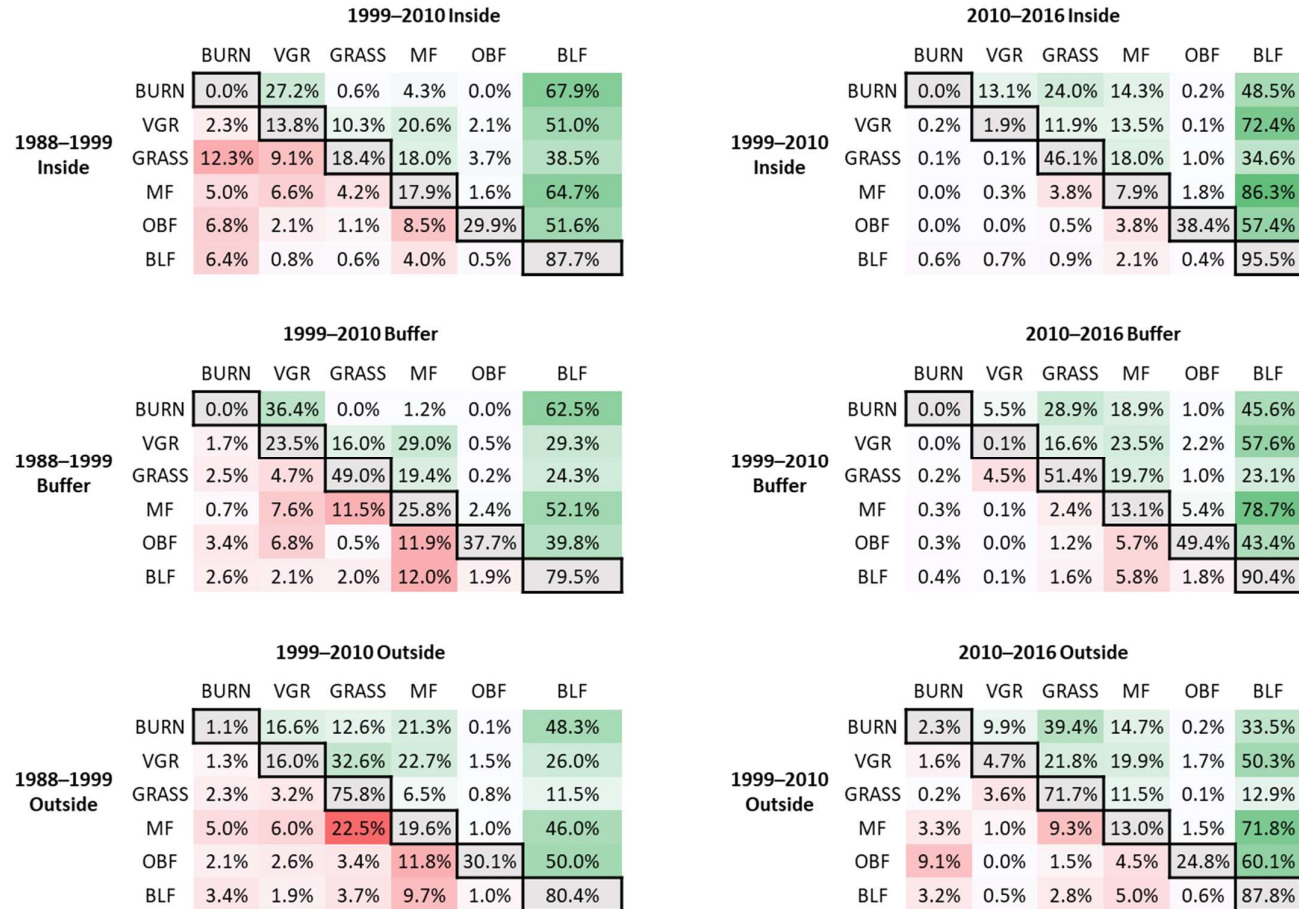 1999–2010 Inside
BURN VGR GRASS MF OBF BLF
1988–1999
Inside
BURN 0.0% 27.2% 0.6% 4.3% 0.0% 67.9%
VGR 2.3% 13.8% 10.3% 20.6% 2.1% 51.0%
GRASS 12.3% 9.1% 18.4% 18.0% 3.7% 38.5%
MF 5.0% 6.6% 4.2% 17.9% 1.6% 64.7%
OBF 6.8% 2.1% 1.1% 8.5% 29.9% 51.6%
BLF 6.4% 0.8% 0.6% 4.0% 0.5% 87.7%
2010–2016 Inside
BURN VGR GRASS MF OBF BLF
1999–2010
Inside
BURN 0.0% 13.1% 24.0% 14.3% 0.2% 48.5%
VGR 0.2% 1.9% 11.9% 13.5% 0.1% 72.4%
GRASS 0.1% 0.1% 46.1% 18.0% 1.0% 34.6%
MF 0.0% 0.3% 3.8% 7.9% 1.8% 86.3%
OBF 0.0% 0.0% 0.5% 3.8% 38.4% 57.4%
BLF 0.6% 0.7% 0.9% 2.1% 0.4% 95.5%
1999–2010 Buffer
BURN VGR GRASS MF OBF BLF
1988–1999
Buffer
BURN 0.0% 36.4% 0.0% 1.2% 0.0% 62.5%
VGR 1.7% 23.5% 16.0% 29.0% 0.5% 29.3%
GRASS 2.5% 4.7% 49.0% 19.4% 0.2% 24.3%
MF 0.7% 7.6% 11.5% 25.8% 2.4% 52.1%
OBF 3.4% 6.8% 0.5% 11.9% 37.7% 39.8%
BLF 2.6% 2.1% 2.0% 12.0% 1.9% 79.5%
2010–2016 Buffer
BURN VGR GRASS MF OBF BLF
1999–2010
Buffer
BURN 0.0% 5.5% 28.9% 18.9% 1.0% 45.6%
VGR 0.0% 0.1% 16.6% 23.5% 2.2% 57.6%
GRASS 0.2% 4.5% 51.4% 19.7% 1.0% 23.1%
MF 0.3% 0.1% 2.4% 13.1% 5.4% 78.7%
OBF 0.3% 0.0% 1.2% 5.7% 49.4% 43.4%
BLF 0.4% 0.1% 1.6% 5.8% 1.8% 90.4%
1999–2010 Outside
BURN VGR GRASS MF OBF BLF
1988–1999
Outside
BURN 1.1% 16.6% 12.6% 21.3% 0.1% 48.3%
VGR 1.3% 16.0% 32.6% 22.7% 1.5% 26.0%
GRASS 2.3% 3.2% 75.8% 6.5% 0.8% 11.5%
MF 5.0% 6.0% 22.5% 19.6% 1.0% 46.0%
OBF 2.1% 2.6% 3.4% 11.8% 30.1% 50.0%
BLF 3.4% 1.9% 3.7% 9.7% 1.0% 80.4%
2010–2016 Outside
BURN VGR GRASS MF OBF BLF
1999–2010
Outside
BURN 2.3% 9.9% 39.4% 14.7% 0.2% 33.5%
VGR 1.6% 4.7% 21.8% 19.9% 1.7% 50.3%
GRASS 0.2% 3.6% 71.7% 11.5% 0.1% 12.9%
MF 3.3% 1.0% 9.3% 13.0% 1.5% 71.8%
OBF 9.1% 0.0% 1.5% 4.5% 24.8% 60.1%
BLF 3.2% 0.5% 2.8% 5.0% 0.6% 87.8%